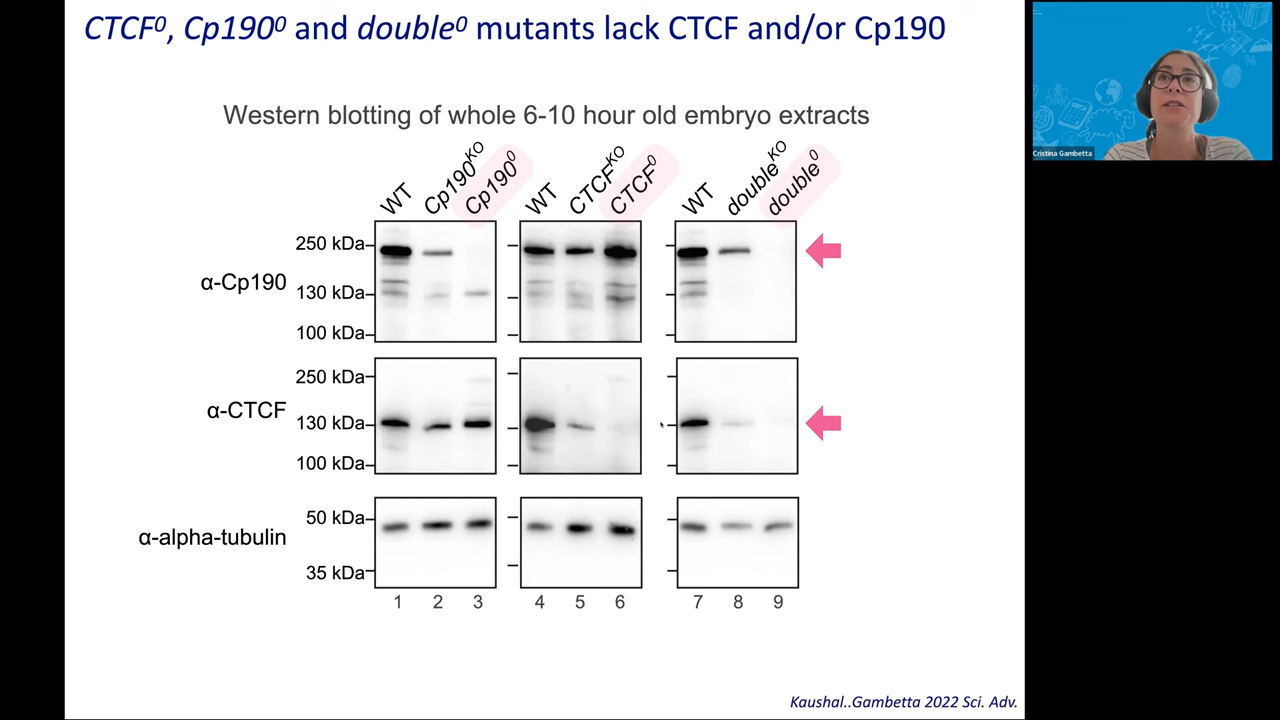 CTCF⁰, Cp190⁰ and double⁰ mutants lack CTCF and/or Cp190
Cristina Gambetta
Western blotting of whole 6-10 hour old embryo extracts
WT Cp190ᴷᴼ Cp190⁰ WT CTCFᴷᴼ CTCF⁰ WT doubleᴷᴼ double⁰
α-Cp190
250 kDa
130 kDa
100 kDa
α-CTCF
250 kDa
130 kDa
100 kDa
α-alpha-tubulin
50 kDa
35 kDa
1 2 3 4 5 6 7 8 9
Kaushal..Gambetta 2022 Sci. Adv.